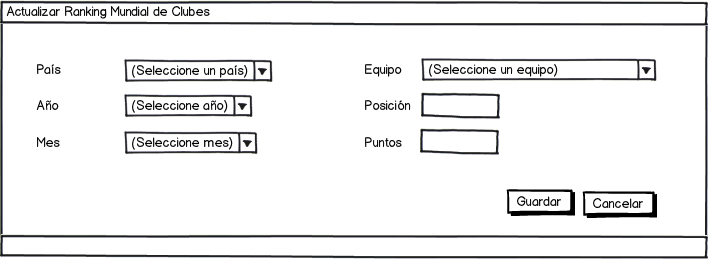 Actualizar Ranking Mundial de Clubes
País (Seleccione un país) Equipo (Seleccione un equipo)
Año (Seleccione año) Posición
Mes (Seleccione mes) Puntos
Guardar Cancelar